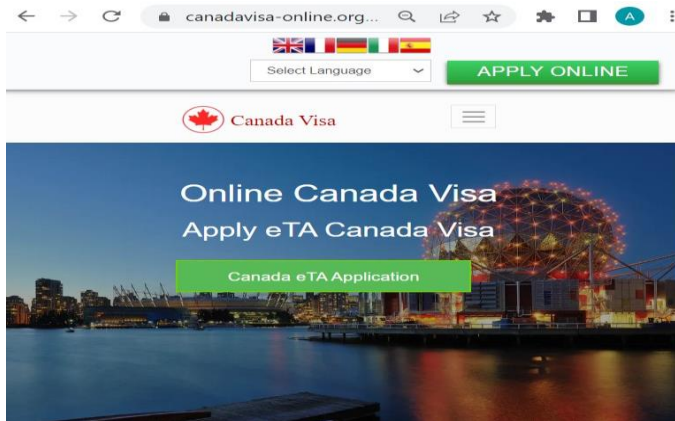 canadavisa-online.org...
A
Select Language
APPLY ONLINE
Canada Visa
Online Canada Visa
Apply eTA Canada Visa
Canada eTA Application